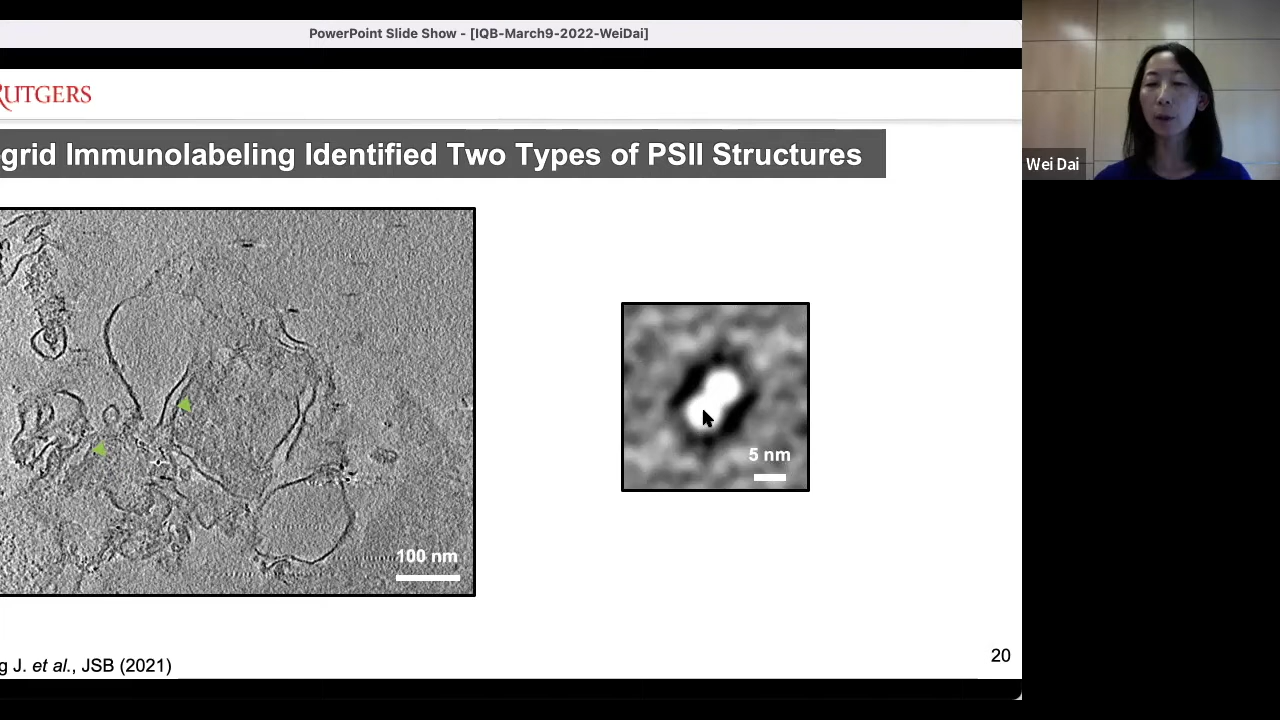 PowerPoint Slide Show - [IQB-March9-2022-WeiDai]
RUTGERS
grid Immunolabeling Identified Two Types of PSII Structures
Wei Dai
5 nm
100 nm
20
g J. et al., JSB (2021)